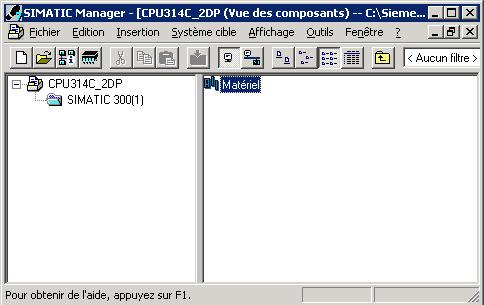 SIMATIC Manager - [CPU314C_2DP (Vue des composants) -- C:\Sieme...
Fichier Edition Insertion Système cible Affichage Outils Fenêtre ?
< Aucun filtre >
CPU314C_2DP
SIMATIC 300(1)
Matériel
Pour obtenir de l'aide, appuyez sur F1.